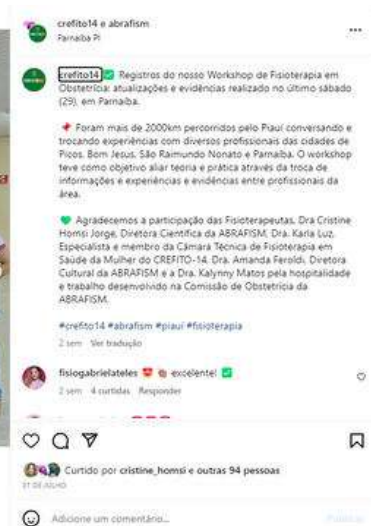 crefito14 e abrafism
Parnaíba PI
crefito14 ✅ Registros do nosso Workshop de Fisioterapia em
Obstetrícia: atualizações e evidências realizado no último sábado
(29), em Parnaíba.
📌 Foram mais de 2000km percorridos pelo Piauí conversando e
trocando experiências com diversos profissionais das cidades de
Picos, Bom Jesus, São Raimundo Nonato e Parnaíba. O workshop
teve como objetivo aliar teoria e prática através da troca de
informações e experiências e evidências entre profissionais da
área.
💚 Agradecemos a participação das Fisioterapeutas, Dra Cristine
Homsi Jorge, Diretora Científica da ABRAFISM, Dra. Karla Luz,
Especialista e membro da Câmara Técnica de Fisioterapia em
Saúde da Mulher do CREFITO-14, Dra. Amanda Feroldi, Diretora
Cultural da ABRAFISM e a Dra. Kalynny Matos pela hospitalidade
e trabalho desenvolvido na Comissão de Obstetrícia da
ABRAFISM.
#crefito14 #abrafism #piauí #fisioterapia
2 sem Ver tradução
fisiogabrielateles 😍 👏 excelente! ✅
2 sem 4 curtidas Responder
Curtido por cristine_homsi e outras 94 pessoas
31 DE JULHO
Adicione um comentário...